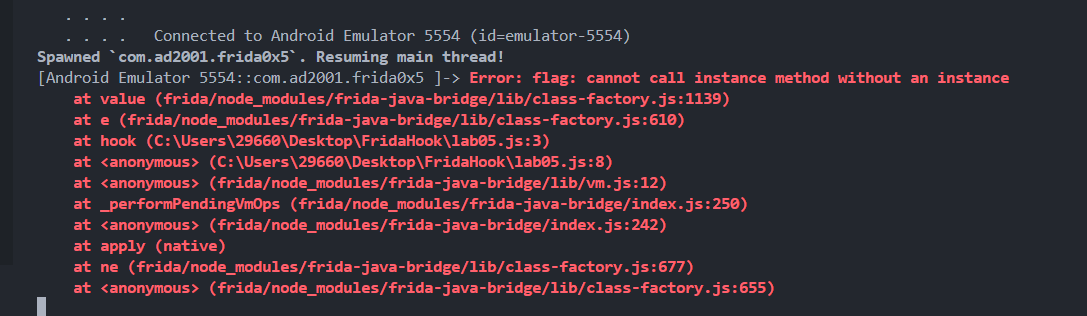 . . . .
. . . .   Connected to Android Emulator 5554 (id=emulator-5554)
Spawned `com.ad2001.frida0x5`. Resuming main thread!
[Android Emulator 5554::com.ad2001.frida0x5 ]-> Error: flag: cannot call instance method without an instance
    at value (frida/node_modules/frida-java-bridge/lib/class-factory.js:1139)
    at e (frida/node_modules/frida-java-bridge/lib/class-factory.js:610)
    at hook (C:\Users\29660\Desktop\FridaHook\lab05.js:3)
    at <anonymous> (C:\Users\29660\Desktop\FridaHook\lab05.js:8)
    at <anonymous> (frida/node_modules/frida-java-bridge/lib/vm.js:12)
    at _performPendingVmOps (frida/node_modules/frida-java-bridge/index.js:250)
    at <anonymous> (frida/node_modules/frida-java-bridge/index.js:242)
    at apply (native)
    at ne (frida/node_modules/frida-java-bridge/lib/class-factory.js:677)
    at <anonymous> (frida/node_modules/frida-java-bridge/lib/class-factory.js:655)